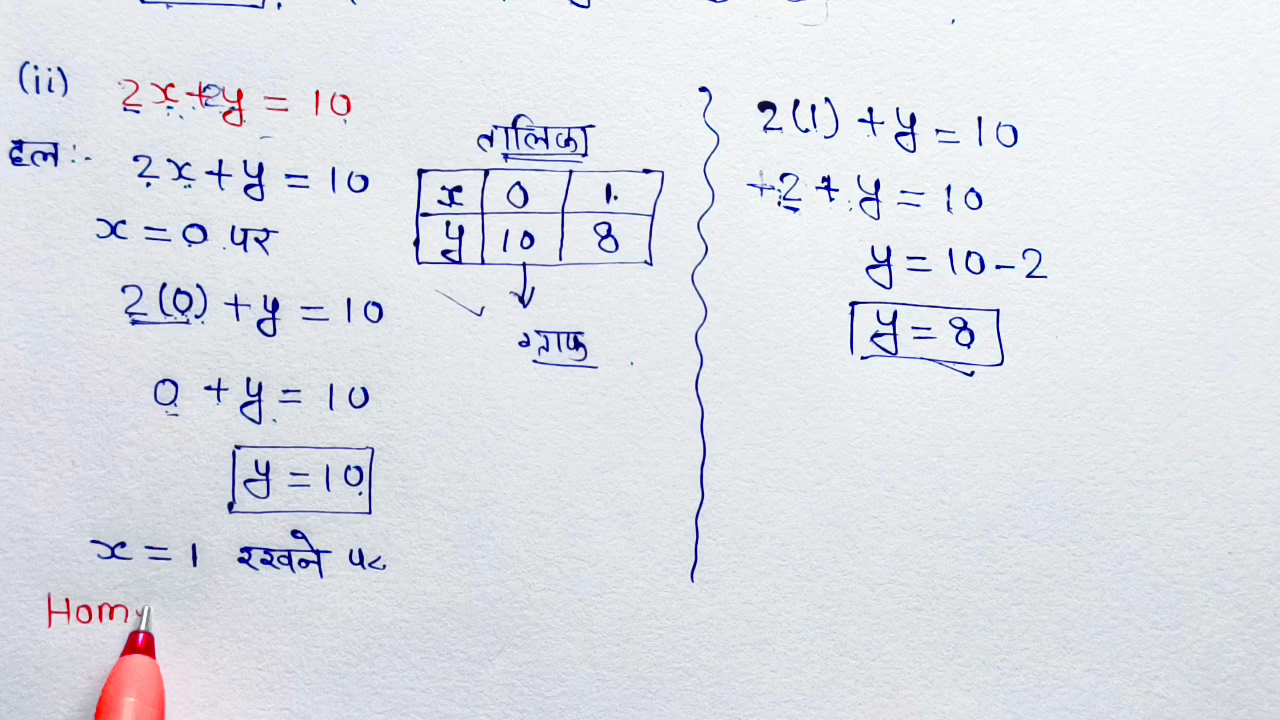 (ii) 2x+2y = 10
हल:- 2x + y = 10
x = 0 पर
2(0) + y = 10
0 + y = 10
y = 10
x = 1 रखने पर
Hom
तालिका
x 0 1
y 10 8
ग्राफ
2(1) + y = 10
+2 + y = 10
y = 10 - 2
y = 8